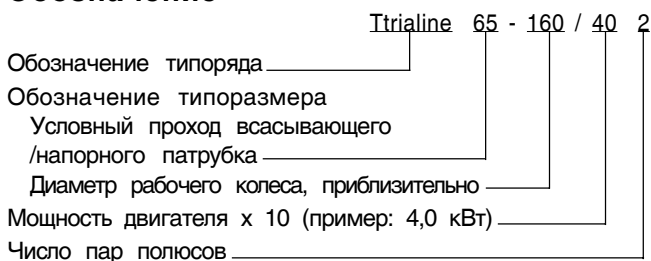 Обозначение
Ttrialine 65 - 160 / 40 2
Обозначение типоряда
Обозначение типоразмера
Условный проход всасывающего
/напорного патрубка
Диаметр рабочего колеса, приблизительно
Мощность двигателя x 10 (пример: 4,0 кВт)
Число пар полюсов